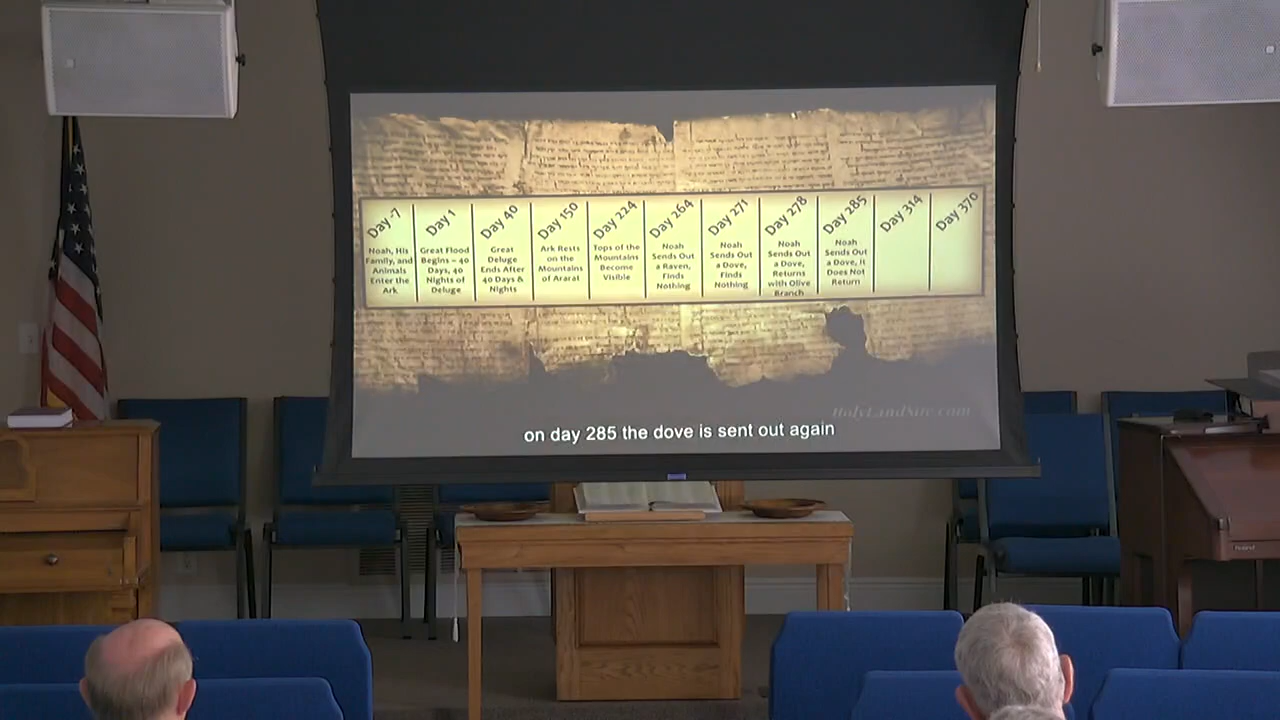 Day -7
Noah, His
Family, and
Animals
Enter the
Ark
Day 1
Great Flood
Begins – 40
Days, 40
Nights of
Deluge
Day 40
Great
Deluge
Ends After
40 Days &
Nights
Day 150
Ark Rests
on the
Mountains
of Ararat
Day 224
Tops of the
Mountains
Become
Visible
Day 264
Noah
Sends Out
a Raven,
Finds
Nothing
Day 271
Noah
Sends Out
a Dove,
Finds
Nothing
Day 278
Noah
Sends Out
a Dove,
Returns
with Olive
Branch
Day 285
Noah
Sends Out
a Dove, It
Does Not
Return
Day 314
Day 370
HolyLandSite.com
on day 285 the dove is sent out again
Roland